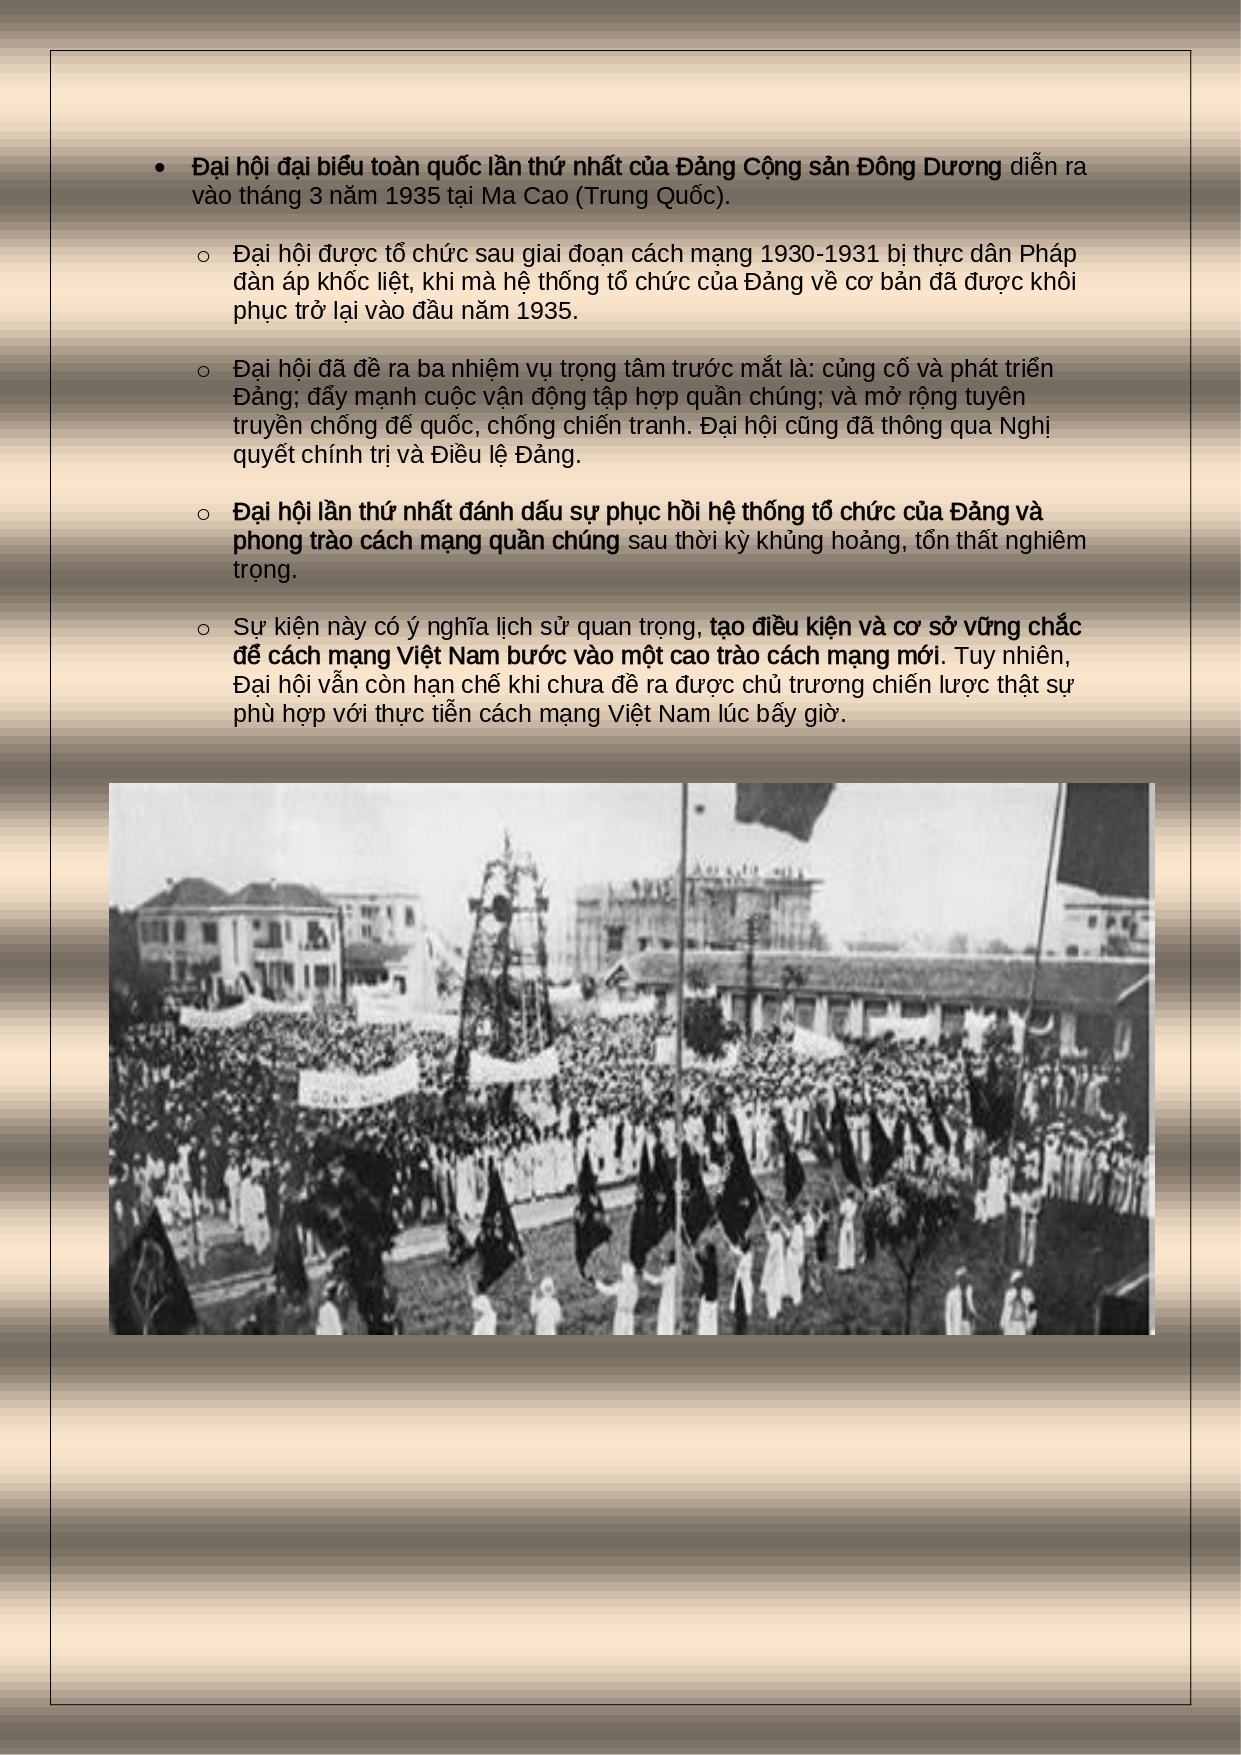 Đại hội đại biểu toàn quốc lần thứ nhất của Đảng Cộng sản Đông Dương diễn ra
vào tháng 3 năm 1935 tại Ma Cao (Trung Quốc).
Đại hội được tổ chức sau giai đoạn cách mạng 1930-1931 bị thực dân Pháp
đàn áp khốc liệt, khi mà hệ thống tổ chức của Đảng về cơ bản đã được khôi
phục trở lại vào đầu năm 1935.
Đại hội đã đề ra ba nhiệm vụ trọng tâm trước mắt là: củng cố và phát triển
Đảng; đẩy mạnh cuộc vận động tập hợp quần chúng; và mở rộng tuyên
truyền chống đế quốc, chống chiến tranh. Đại hội cũng đã thông qua Nghị
quyết chính trị và Điều lệ Đảng.
Đại hội lần thứ nhất đánh dấu sự phục hồi hệ thống tổ chức của Đảng và
phong trào cách mạng quần chúng sau thời kỳ khủng hoảng, tổn thất nghiêm
trọng.
Sự kiện này có ý nghĩa lịch sử quan trọng, tạo điều kiện và cơ sở vững chắc
để cách mạng Việt Nam bước vào một cao trào cách mạng mới. Tuy nhiên,
Đại hội vẫn còn hạn chế khi chưa đề ra được chủ trương chiến lược thật sự
phù hợp với thực tiễn cách mạng Việt Nam lúc bấy giờ.